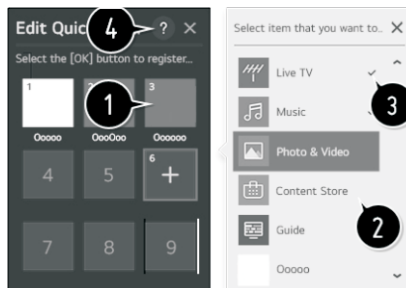 Edit Quic
4
?
×
Select the [OK] button to register...
1
2
3
1
Ooooo
OooOoo
Oooooo
4
5
6
+
7
8
9
Select item that you want to..
×
Live TV
3
Music
Photo & Video
Content Store
2
Guide
Ooooo